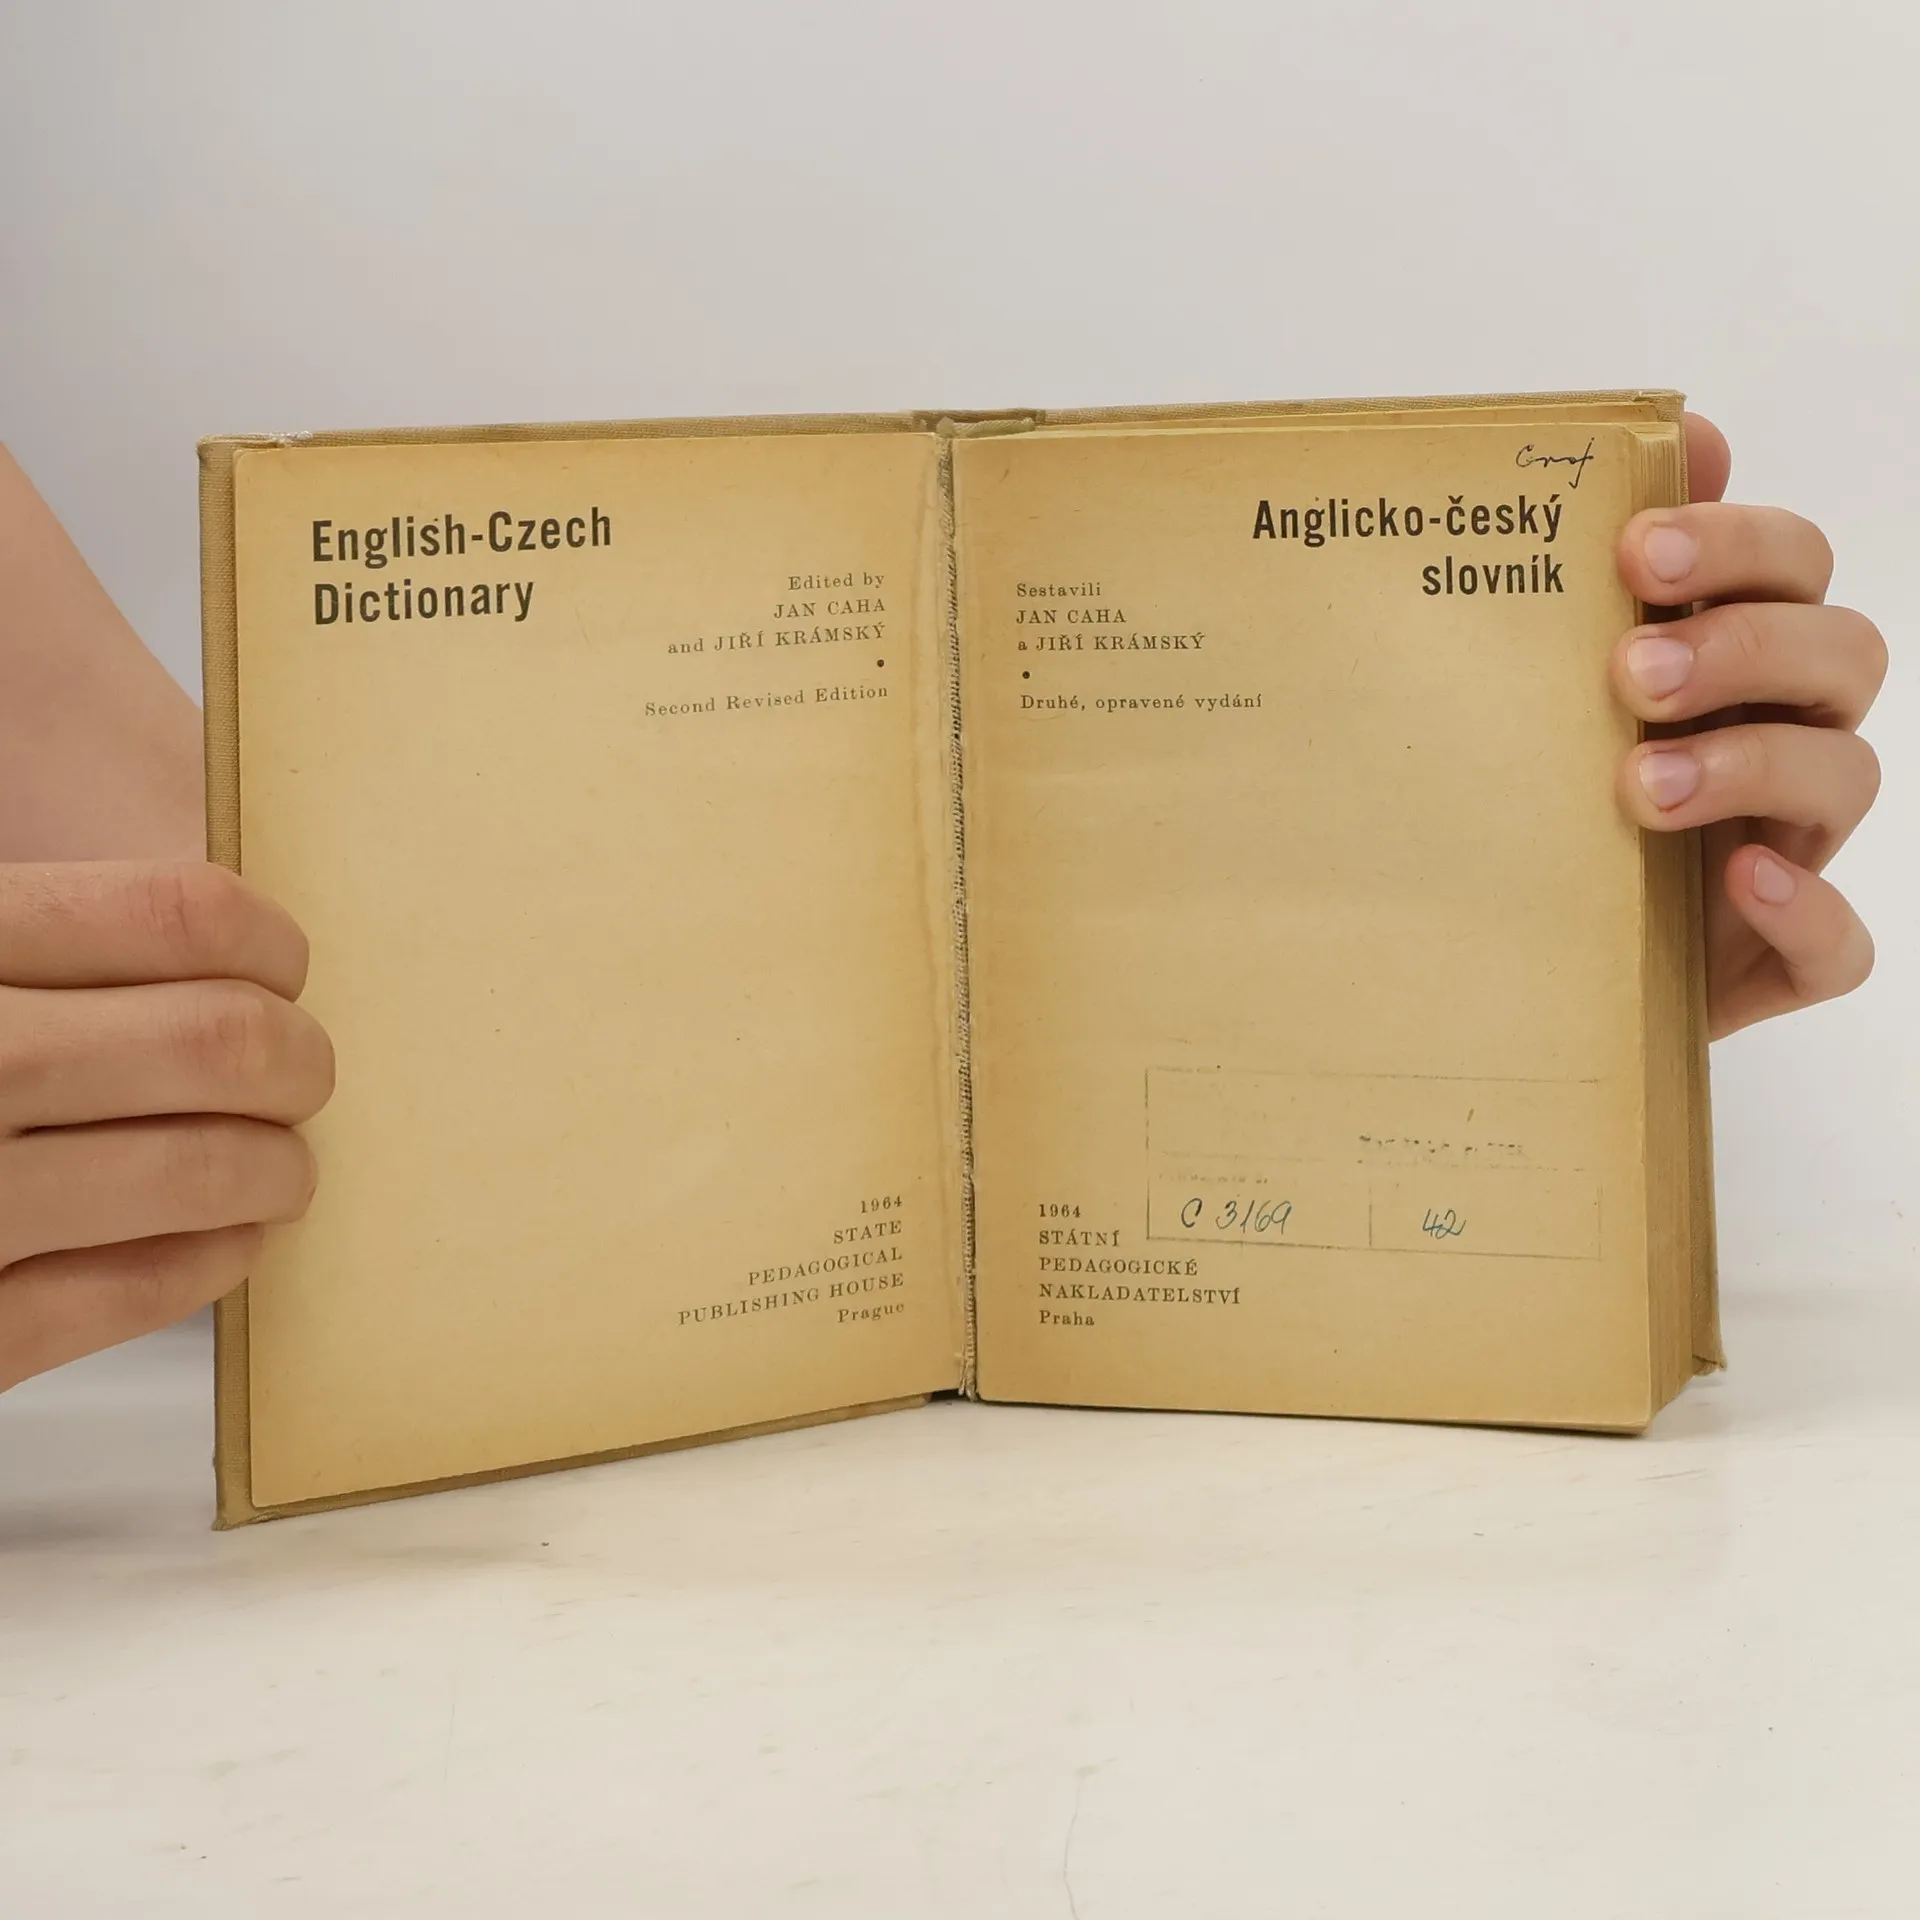 English-Czech
Dictionary
Edited by
JAN CAHA
and JIŘÍ KRÁMSKÝ
•
Second Revised Edition
1964
STATE
PEDAGOGICAL
PUBLISHING HOUSE
Prague
Anglicko-český
slovník
Sestavili
JAN CAHA
a JIŘÍ KRÁMSKÝ
•
Druhé, opravené vydání
C 3169 42
1964
STÁTNÍ
PEDAGOGICKÉ
NAKLADATELSTVÍ
Praha